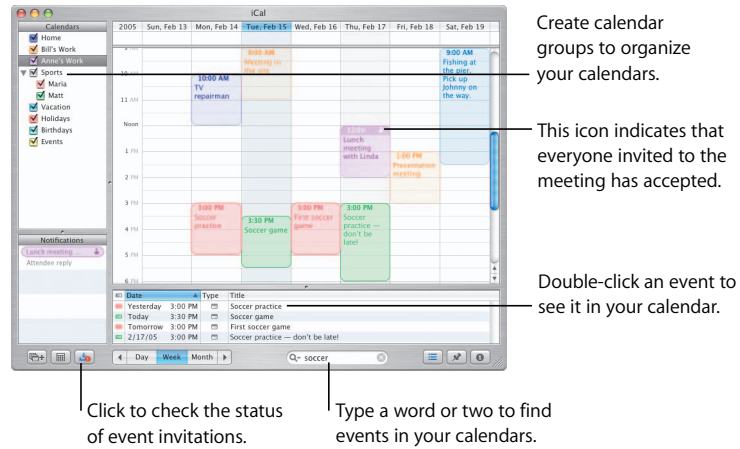 iCal
Calendars
Home
Bill's Work
Anne's Work
Sports
Maria
Matt
Vacation
Holidays
Birthdays
Events
Notifications
Lunch meeting ...
Attendee reply
2005 Sun, Feb 13 Mon, Feb 14 Tue, Feb 15 Wed, Feb 16 Thu, Feb 17 Fri, Feb 18 Sat, Feb 19
10 AM
11 AM
Noon
1 PM
2 PM
3 PM
4 PM
5 PM
6 PM
10:00 AM
TV
repairman
3:00 PM
Soccer
practice
9:00 AM
Meeting on
the site
3:30 PM
Soccer game
3:00 PM
First soccer
game
12:00
Lunch
meeting
with Linda
3:00 PM
Soccer
practice —
don't be
late!
1:00 PM
Presentation
meeting
9:00 AM
Fishing at
the pier.
Pick up
Johnny on
the way.
Date Type Title
Yesterday 3:00 PM Soccer practice
Today 3:30 PM Soccer game
Tomorrow 3:00 PM First soccer game
2/17/05 3:00 PM Soccer practice — don't be late!
Day Week Month
soccer
Create calendar
groups to organize
your calendars.
This icon indicates that
everyone invited to the
meeting has accepted.
Double-click an event to
see it in your calendar.
Click to check the status
of event invitations.
Type a word or two to find
events in your calendars.